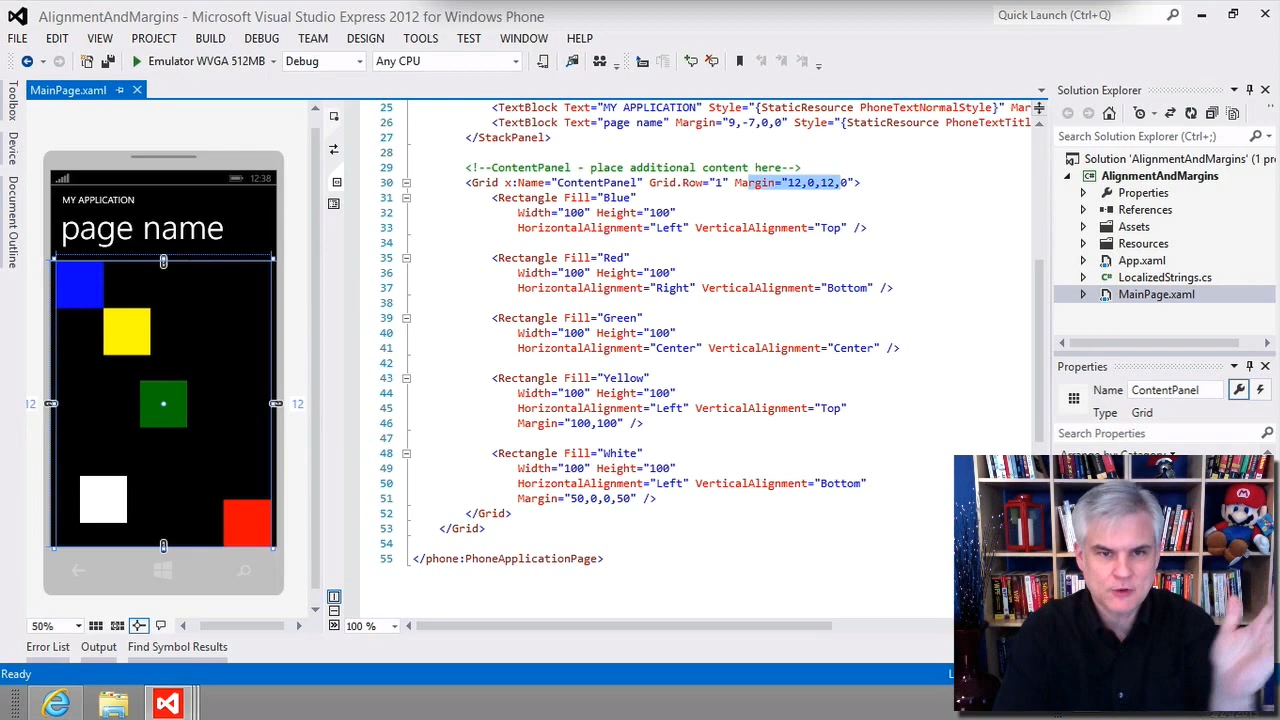 AlignmentAndMargins - Microsoft Visual Studio Express 2012 for Windows Phone
Quick Launch (Ctrl+Q)
FILE EDIT VIEW PROJECT BUILD DEBUG TEAM DESIGN TOOLS TEST WINDOW HELP
Emulator WVGA 512MB Debug Any CPU
Toolbox
Device
Document Outline
MainPage.xaml
12:38
MY APPLICATION
page name
12
12
50%
25 <TextBlock Text="MY APPLICATION" Style="{StaticResource PhoneTextNormalStyle}" Mar
26 <TextBlock Text="page name" Margin="9,-7,0,0" Style="{StaticResource PhoneTextTitl
27 </StackPanel>
28
29 <!--ContentPanel - place additional content here-->
30 <Grid x:Name="ContentPanel" Grid.Row="1" Margin="12,0,12,0">
31 <Rectangle Fill="Blue"
32 Width="100" Height="100"
33 HorizontalAlignment="Left" VerticalAlignment="Top" />
34
35 <Rectangle Fill="Red"
36 Width="100" Height="100"
37 HorizontalAlignment="Right" VerticalAlignment="Bottom" />
38
39 <Rectangle Fill="Green"
40 Width="100" Height="100"
41 HorizontalAlignment="Center" VerticalAlignment="Center" />
42
43 <Rectangle Fill="Yellow"
44 Width="100" Height="100"
45 HorizontalAlignment="Left" VerticalAlignment="Top"
46 Margin="100,100" />
47
48 <Rectangle Fill="White"
49 Width="100" Height="100"
50 HorizontalAlignment="Left" VerticalAlignment="Bottom"
51 Margin="50,0,0,50" />
52 </Grid>
53 </Grid>
54
55 </phone:PhoneApplicationPage>
100 %
Solution Explorer
Search Solution Explorer (Ctrl+;)
Solution 'AlignmentAndMargins' (1 project)
AlignmentAndMargins
Properties
References
Assets
Resources
App.xaml
LocalizedStrings.cs
MainPage.xaml
Properties
Name ContentPanel
Type Grid
Search Properties
Arrange by: Category
Error List Output Find Symbol Results
Ready